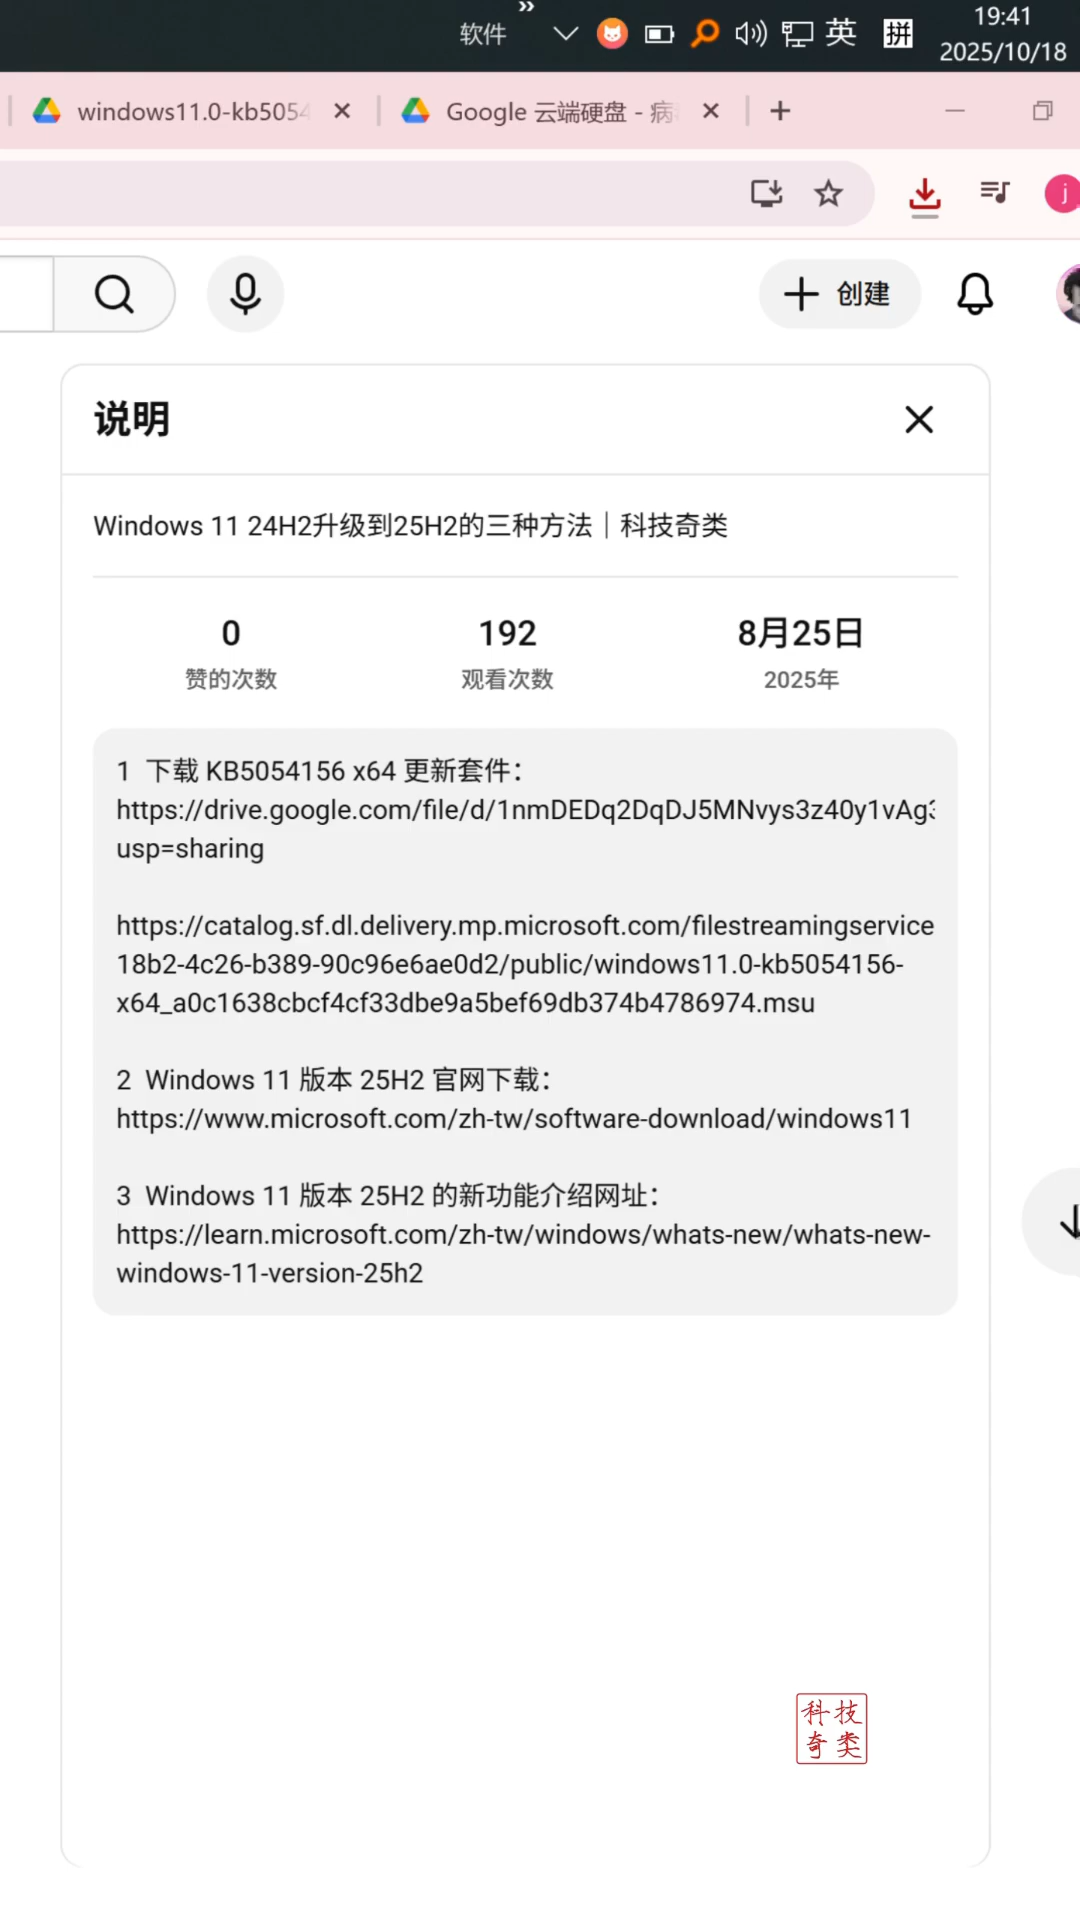 软件
英
拼
19:41
2025/10/18
windows11.0-kb5054
Google 云端硬盘 - 病
j
创建
说明
Windows 11 24H2升级到25H2的三种方法｜科技奇类
0
192
8月25日
赞的次数
观看次数
2025年
1 下载 KB5054156 x64 更新套件：
https://drive.google.com/file/d/1nmDEDq2DqDJ5MNvys3z40y1vAg
usp=sharing
https://catalog.sf.dl.delivery.mp.microsoft.com/filestreamingservice
18b2-4c26-b389-90c96e6ae0d2/public/windows11.0-kb5054156-
x64_a0c1638cbcf4cf33dbe9a5bef69db374b4786974.msu
2 Windows 11 版本 25H2 官网下载：
https://www.microsoft.com/zh-tw/software-download/windows11
3 Windows 11 版本 25H2 的新功能介绍网址：
https://learn.microsoft.com/zh-tw/windows/whats-new/whats-new-
windows-11-version-25h2
科技
奇类